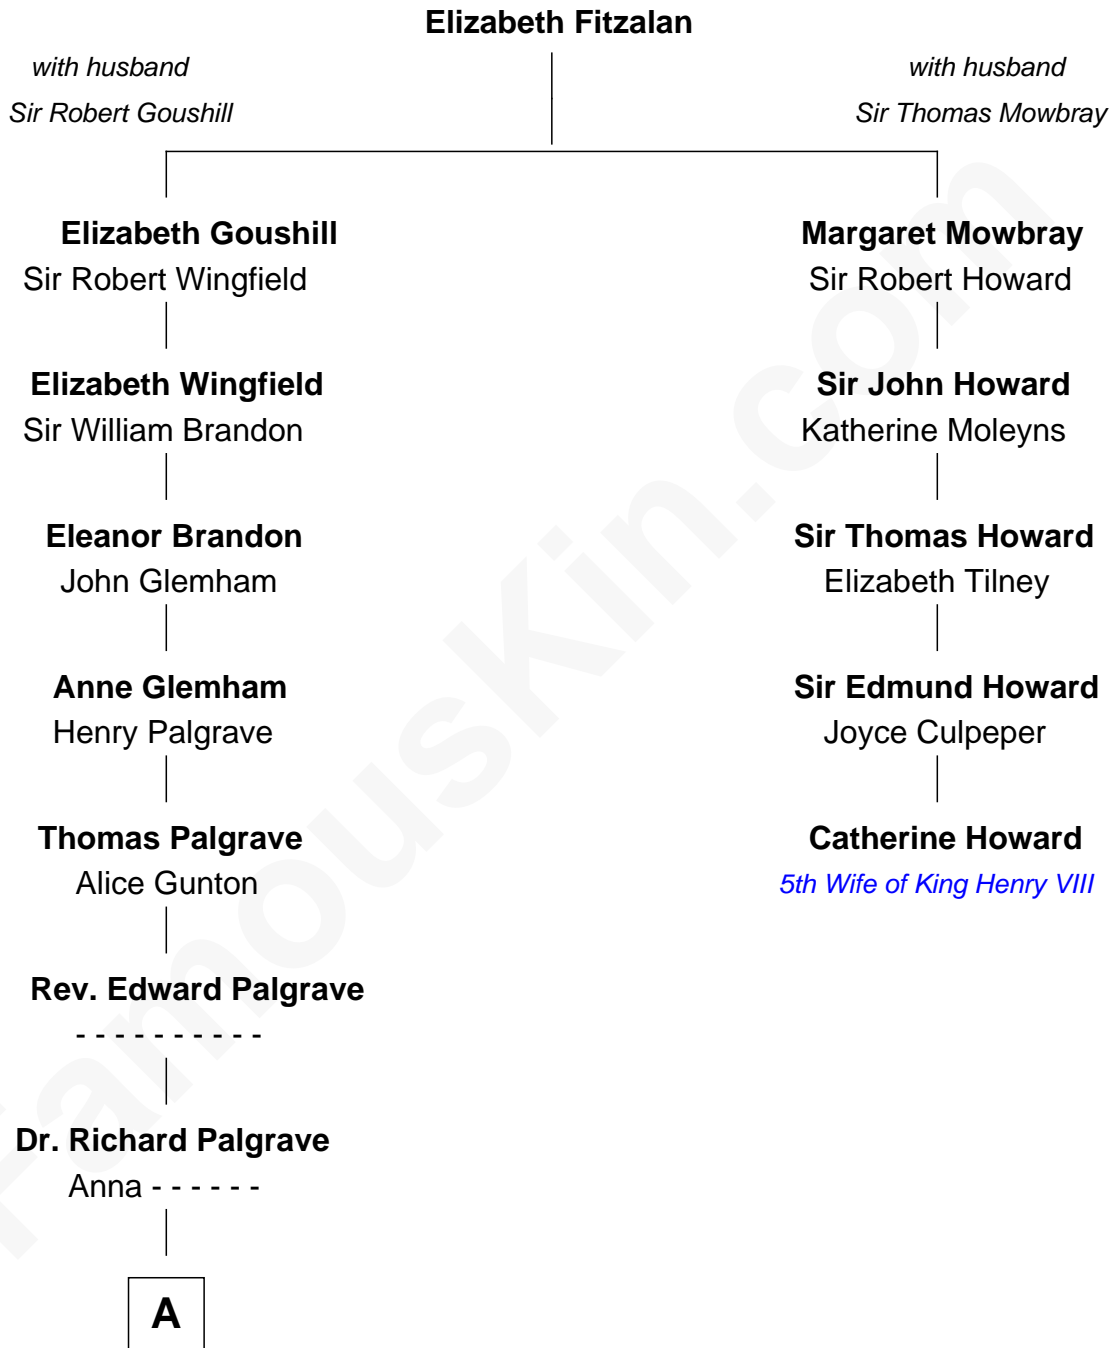 Elizabeth Fitzalan
with husband
Sir Robert Goushill
with husband
Sir Thomas Mowbray
Elizabeth Goushill
Sir Robert Wingfield
Margaret Mowbray
Sir Robert Howard
Elizabeth Wingfield
Sir William Brandon
Sir John Howard
Katherine Moleyns
Eleanor Brandon
John Glemham
Sir Thomas Howard
Elizabeth Tilney
Anne Glemham
Henry Palgrave
Sir Edmund Howard
Joyce Culpeper
Thomas Palgrave
Alice Gunton
Catherine Howard
5th Wife of King Henry VIII
Rev. Edward Palgrave
- - - - - - - - - -
Dr. Richard Palgrave
Anna - - - - - -
A
FamousKin.com